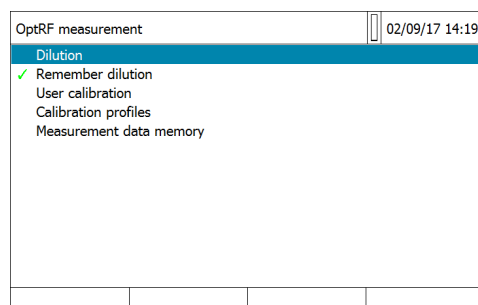 OptRF measurement 02/09/17 14:19
Dilution
✓ Remember dilution
User calibration
Calibration profiles
Measurement data memory